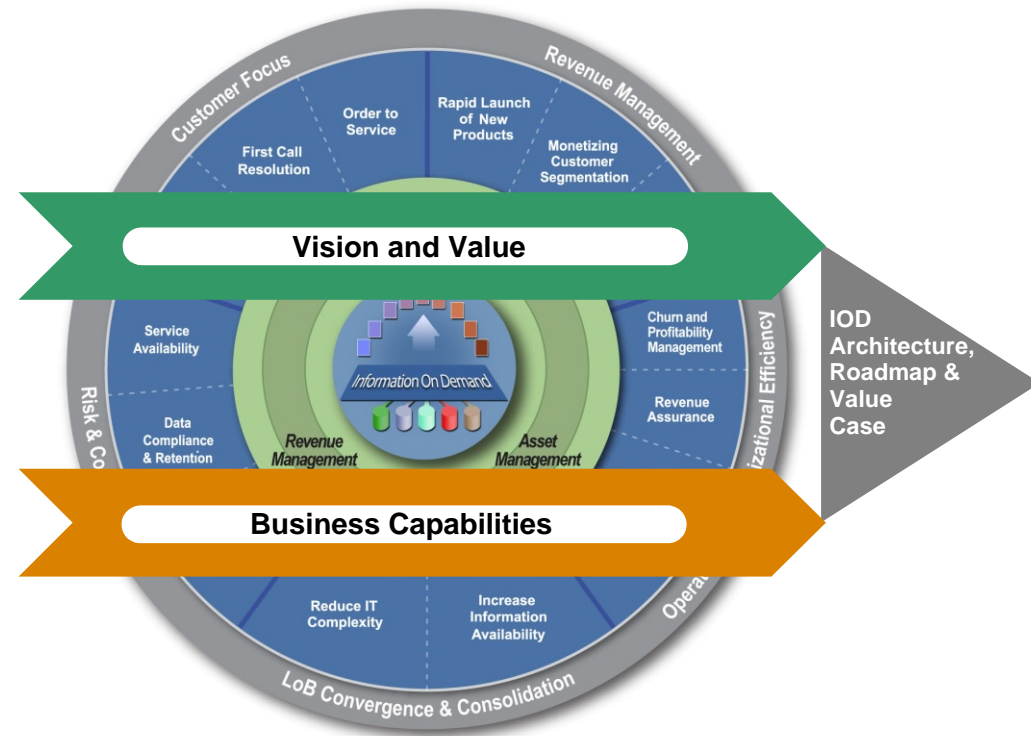 Customer Focus
Revenue Management
Order to
Service
Rapid Launch
of New
Products
First Call
Resolution
Monetizing
Customer
Segmentation
Vision and Value
Service
Availability
Information On Demand
Churn and
Profitability
Management
IOD
Architecture,
Roadmap &
Value
Case
Data
Compliance
& Retention
Revenue
Management
Asset
Management
Revenue
Assurance
Risk &
Efficiency
Business Capabilities
Reduce IT
Complexity
Increase
Information
Availability
LoB Convergence & Consolidation